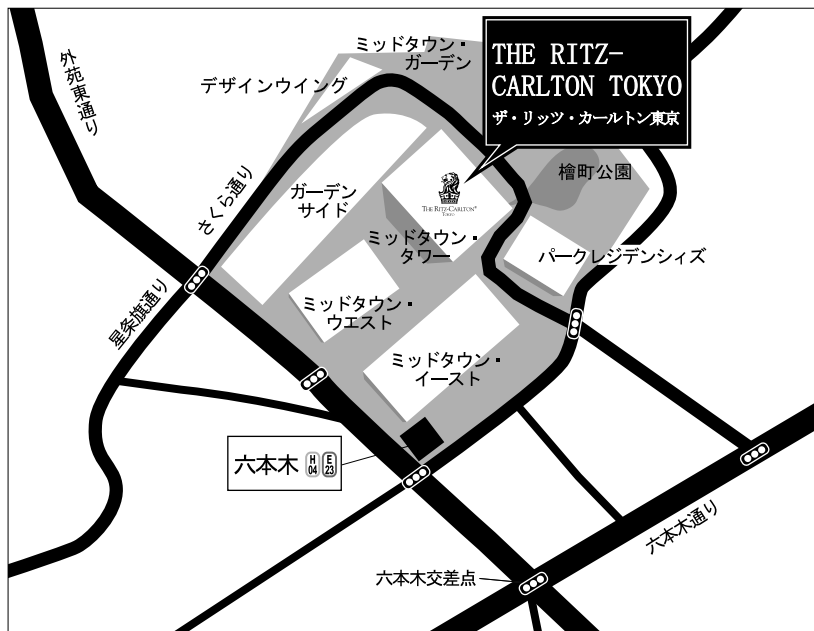 ミッドタウン・
ガーデン
THE RITZ-
CARLTON TOKYO
ザ・リッツ・カールトン東京
外苑東通り
デザインウイング
檜町公園
さくら通り
ガーデン
サイド
THE RITZ-CARLTON®
TOKYO
ミッドタウン・
タワー
パークレジデンシィズ
星条旗通り
ミッドタウン・
ウエスト
ミッドタウン・
イースト
六本木 H 04 E 23
六本木通り
六本木交差点